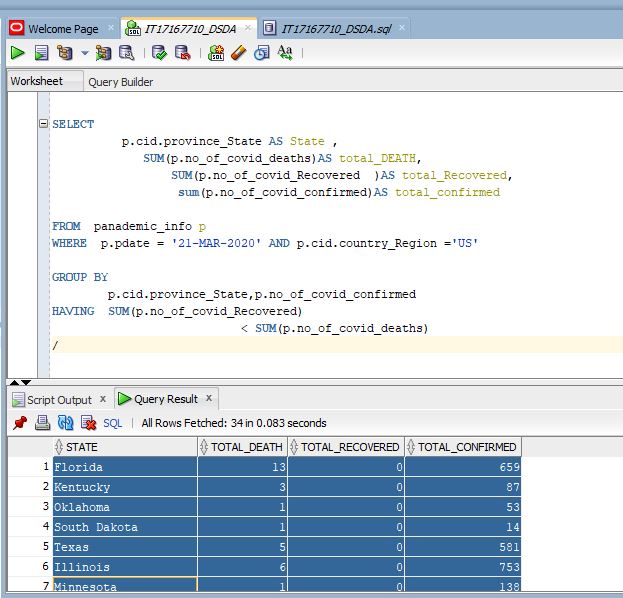 Welcome Page × IT17167710_DSDA × IT17167710_DSDA.sql ×
SQL
Aa
Worksheet Query Builder
SELECT
p.cid.province_State AS State ,
SUM(p.no_of_covid_deaths)AS total_DEATH,
SUM(p.no_of_covid_Recovered )AS total_Recovered,
sum(p.no_of_covid_confirmed)AS total_confirmed
FROM panademic_info p
WHERE p.pdate = '21-MAR-2020' AND p.cid.country_Region ='US'
GROUP BY
p.cid.province_State,p.no_of_covid_confirmed
HAVING SUM(p.no_of_covid_Recovered)
< SUM(p.no_of_covid_deaths)
/
Script Output x Query Result x
SQL | All Rows Fetched: 34 in 0.083 seconds
STATE TOTAL_DEATH TOTAL_RECOVERED TOTAL_CONFIRMED
1 Florida 13 0 659
2 Kentucky 3 0 87
3 Oklahoma 1 0 53
4 South Dakota 1 0 14
5 Texas 5 0 581
6 Illinois 6 0 753
7 Minnesota 1 0 138